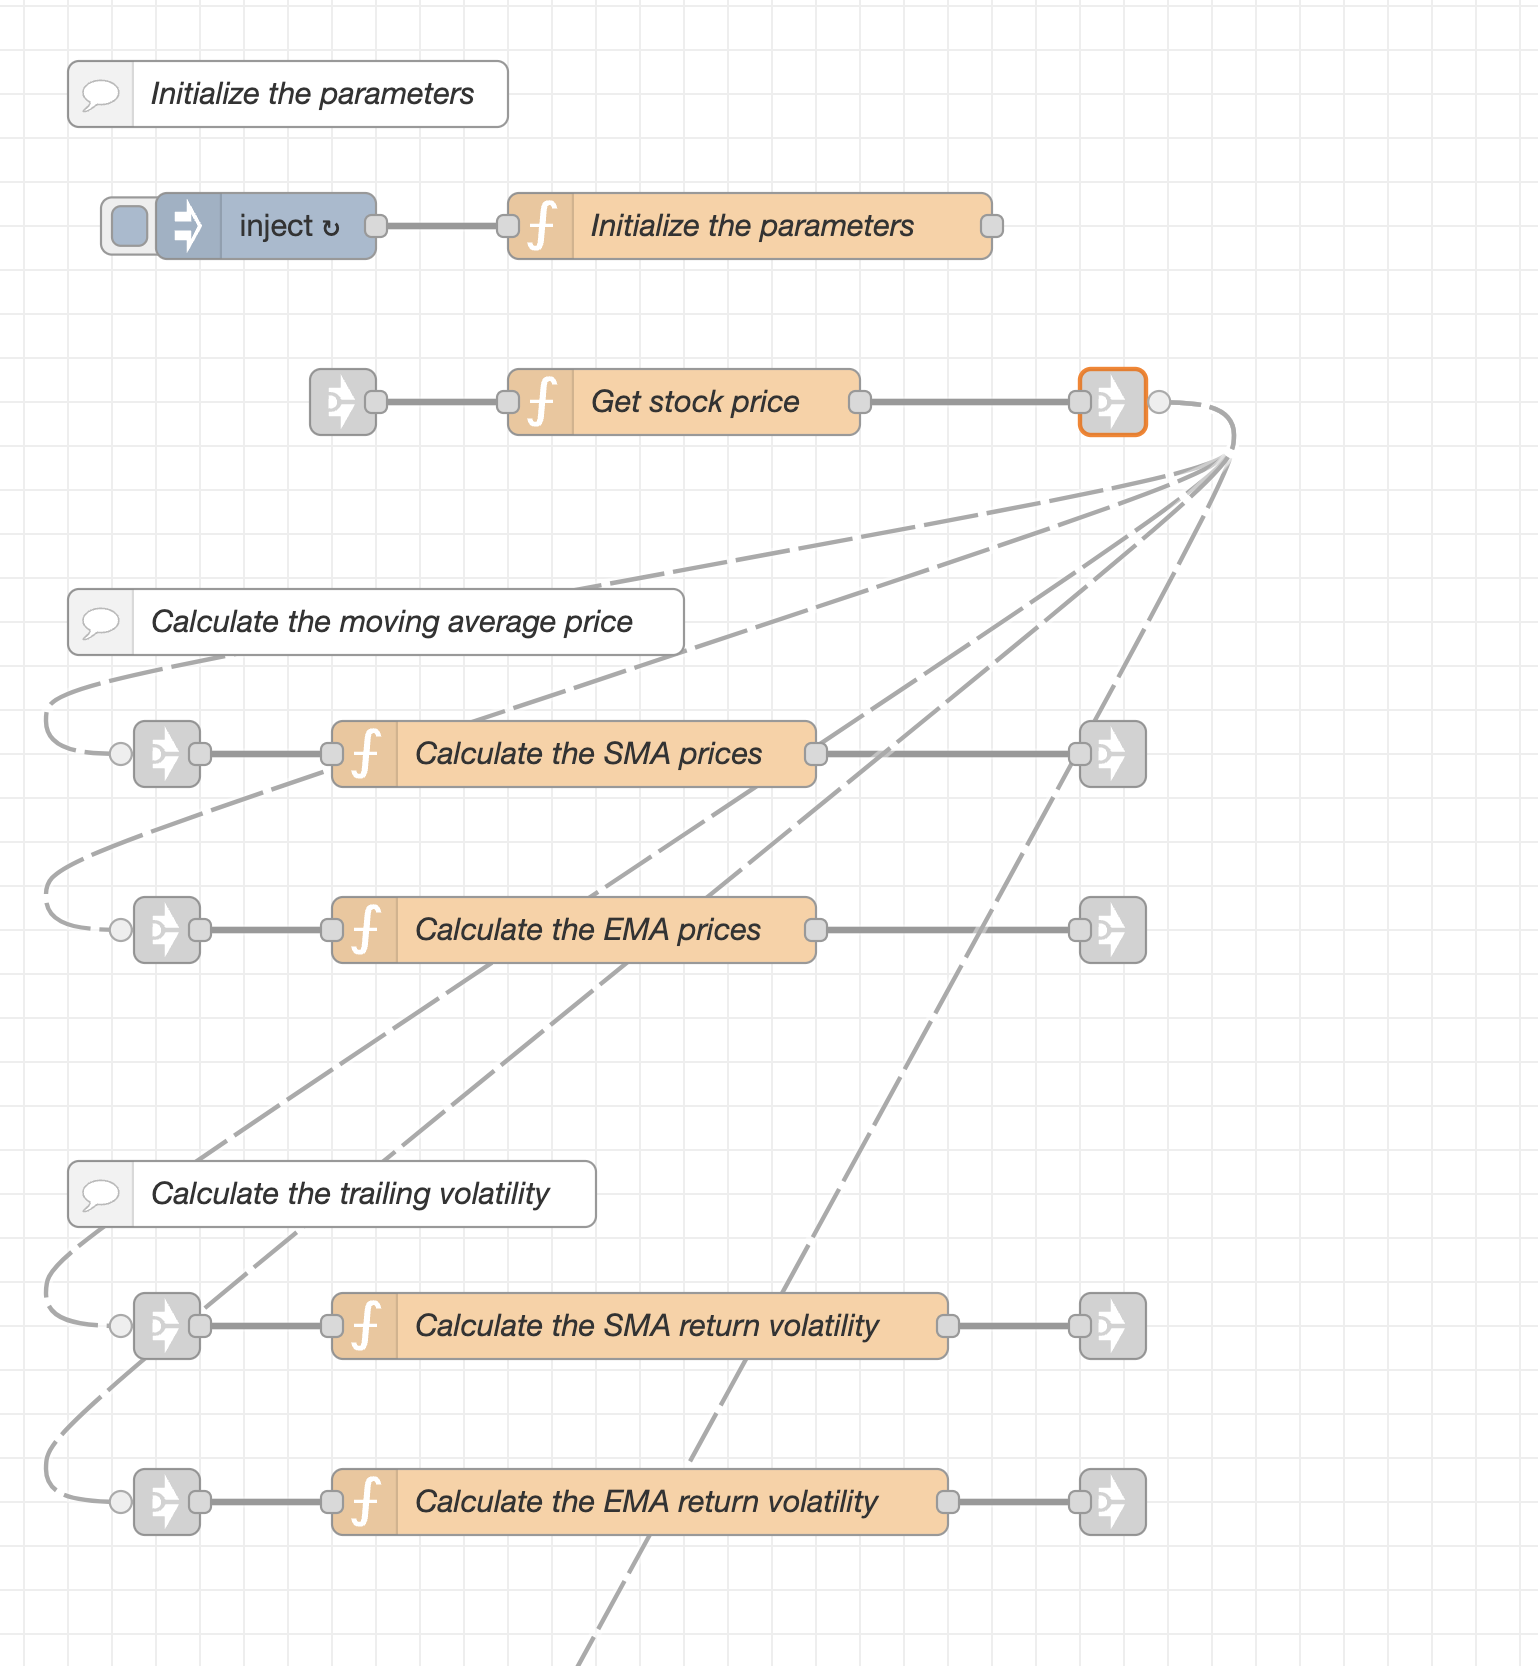 Initialize the parameters
inject ↻
Initialize the parameters
Get stock price
Calculate the moving average price
Calculate the SMA prices
Calculate the EMA prices
Calculate the trailing volatility
Calculate the SMA return volatility
Calculate the EMA return volatility